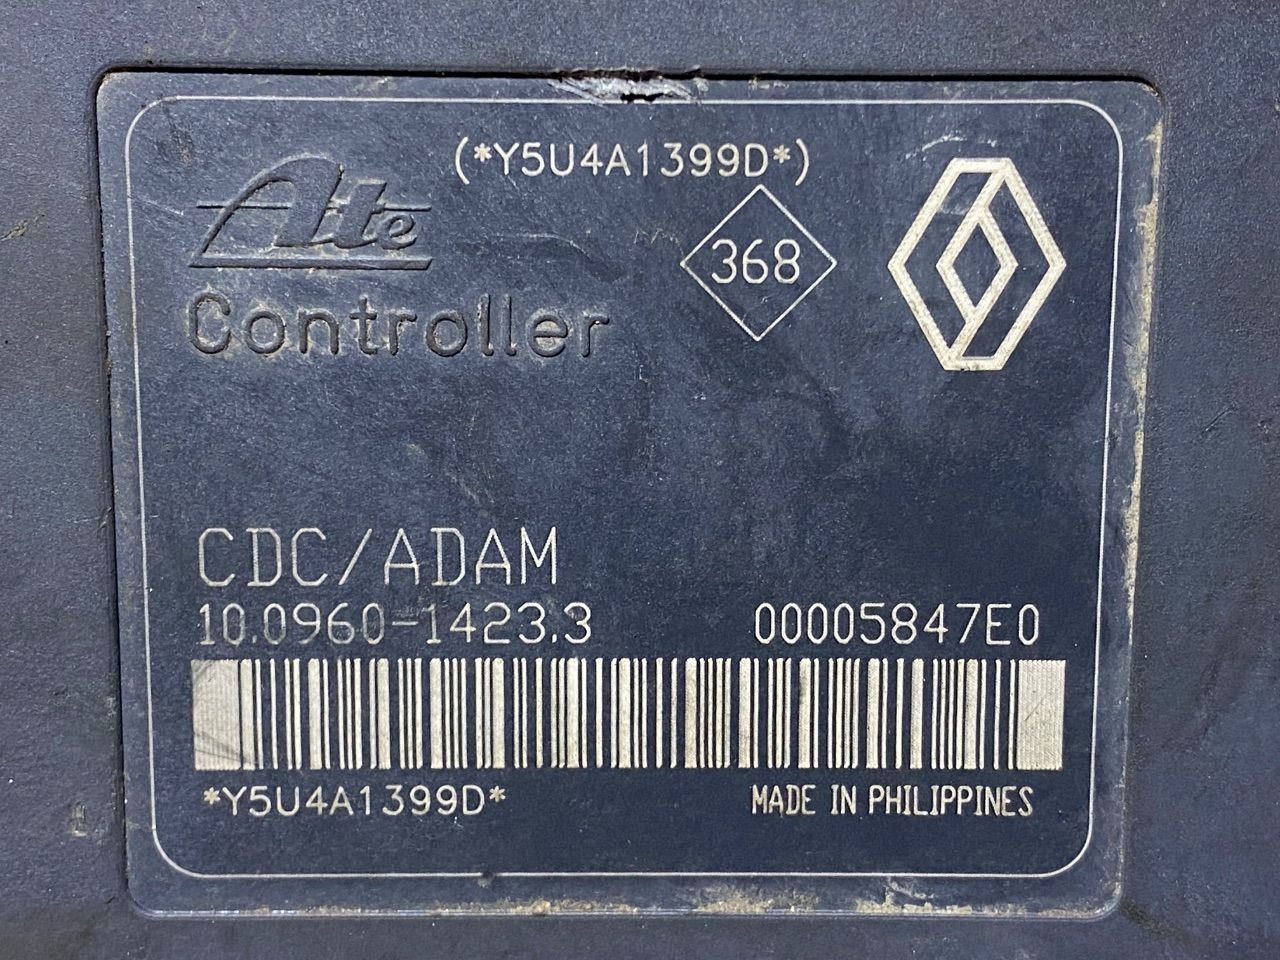 (*Y5U4A1399D*)
Ate
368
Controller
CDC/ADAM
10.0960-1423.3 00005847E0
*Y5U4A1399D* MADE IN PHILIPPINES